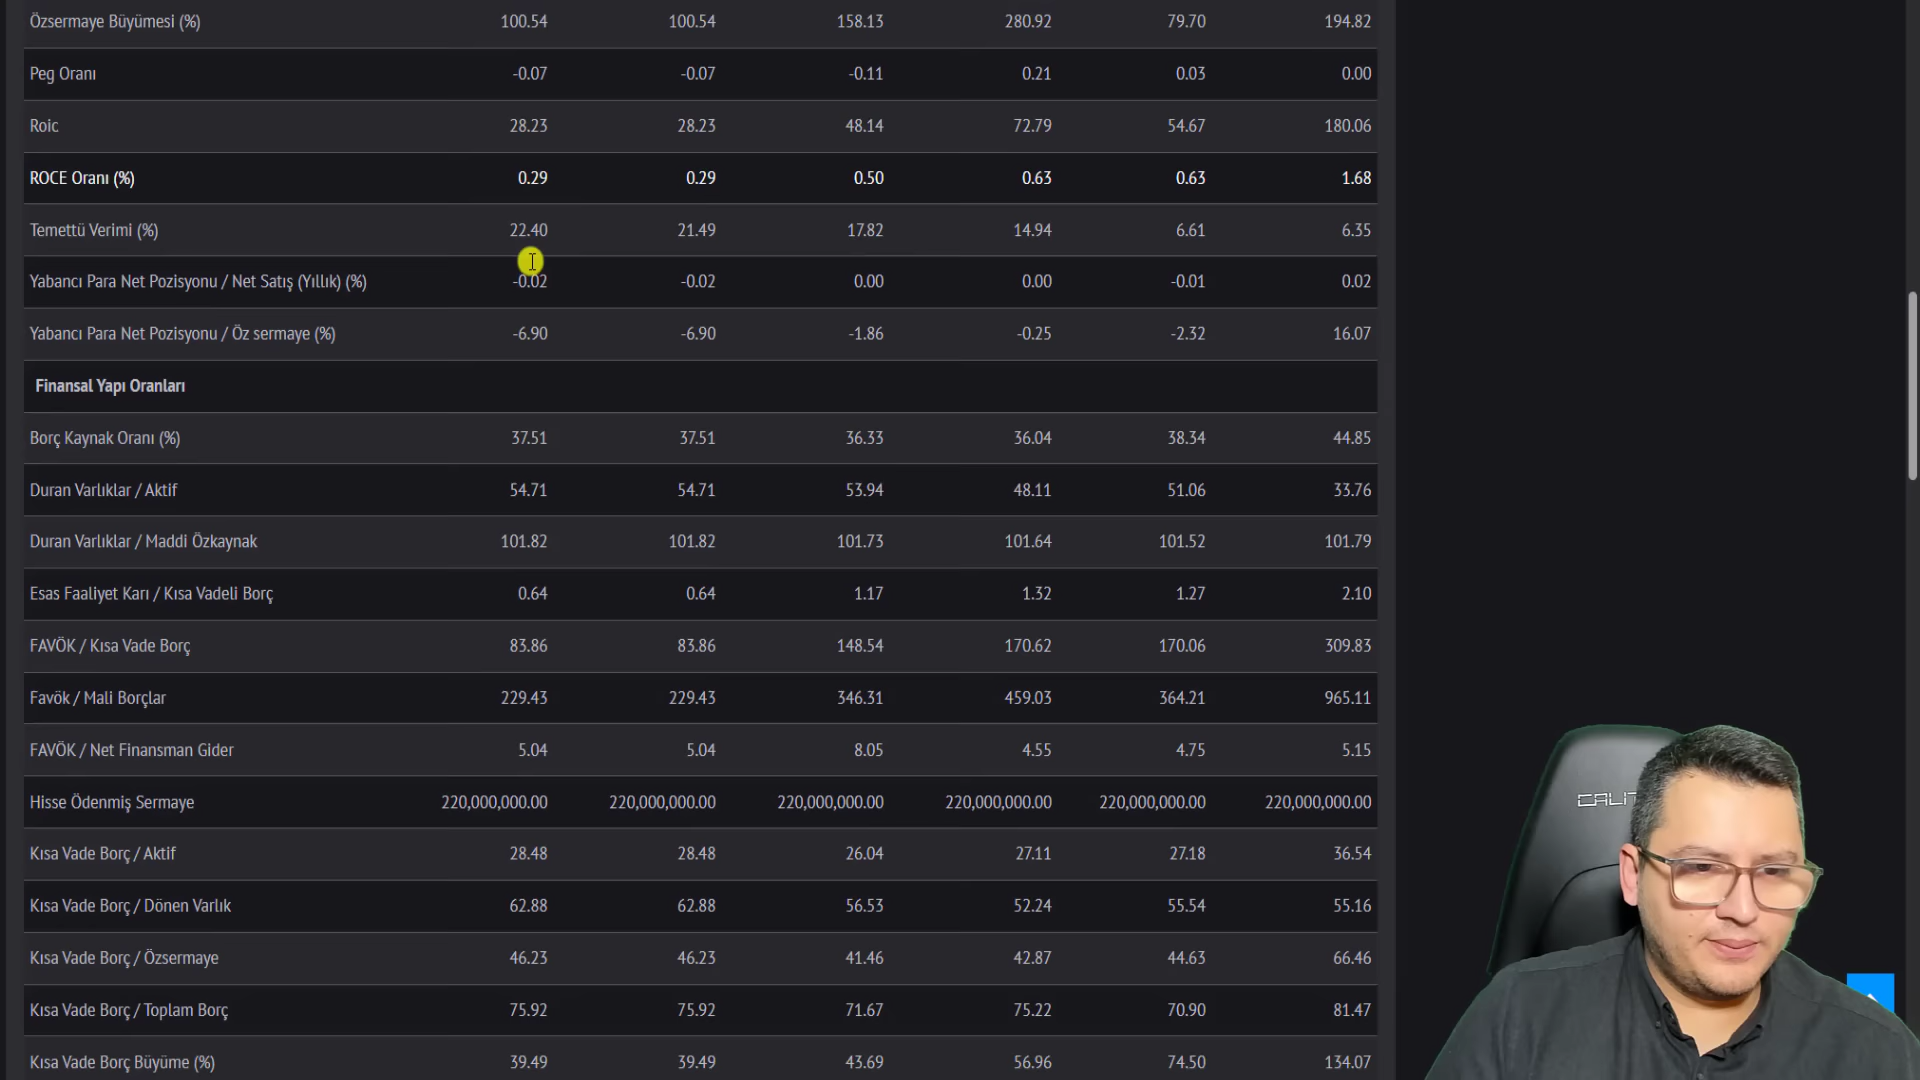 Özsermaye Büyümesi (%) 100.54 100.54 158.13 280.92 79.70 194.82
Peg Oranı -0.07 -0.07 -0.11 0.21 0.03 0.00
Roic 28.23 28.23 48.14 72.79 54.67 180.06
ROCE Oranı (%) 0.29 0.29 0.50 0.63 0.63 1.68
Temettü Verimi (%) 22.40 21.49 17.82 14.94 6.61 6.35
Yabancı Para Net Pozisyonu / Net Satış (Yıllık) (%) -0.02 -0.02 0.00 0.00 -0.01 0.02
Yabancı Para Net Pozisyonu / Öz sermaye (%) -6.90 -6.90 -1.86 -0.25 -2.32 16.07
Finansal Yapı Oranları
Borç Kaynak Oranı (%) 37.51 37.51 36.33 36.04 38.34 44.85
Duran Varlıklar / Aktif 54.71 54.71 53.94 48.11 51.06 33.76
Duran Varlıklar / Maddi Özkaynak 101.82 101.82 101.73 101.64 101.52 101.79
Esas Faaliyet Karı / Kısa Vadeli Borç 0.64 0.64 1.17 1.32 1.27 2.10
FAVÖK / Kısa Vade Borç 83.86 83.86 148.54 170.62 170.06 309.83
Favök / Mali Borçlar 229.43 229.43 346.31 459.03 364.21 965.11
FAVÖK / Net Finansman Gider 5.04 5.04 8.05 4.55 4.75 5.15
Hisse Ödenmiş Sermaye 220,000,000.00 220,000,000.00 220,000,000.00 220,000,000.00 220,000,000.00 220,000,000.00
Kısa Vade Borç / Aktif 28.48 28.48 26.04 27.11 27.18 36.54
Kısa Vade Borç / Dönen Varlık 62.88 62.88 56.53 52.24 55.54 55.16
Kısa Vade Borç / Özsermaye 46.23 46.23 41.46 42.87 44.63 66.46
Kısa Vade Borç / Toplam Borç 75.92 75.92 71.67 75.22 70.90 81.47
Kısa Vade Borç Büyüme (%) 39.49 39.49 43.69 56.96 74.50 134.07